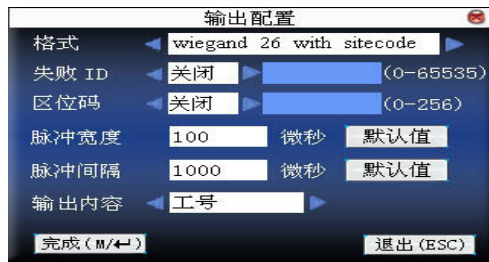 输出配置
格式 wiegand 26 with sitecode
失败 ID 关闭 (0-65535)
区位码 关闭 (0-256)
脉冲宽度 100 微秒 默认值
脉冲间隔 1000 微秒 默认值
输出内容 工号
完成(M/↵) 退出(ESC)